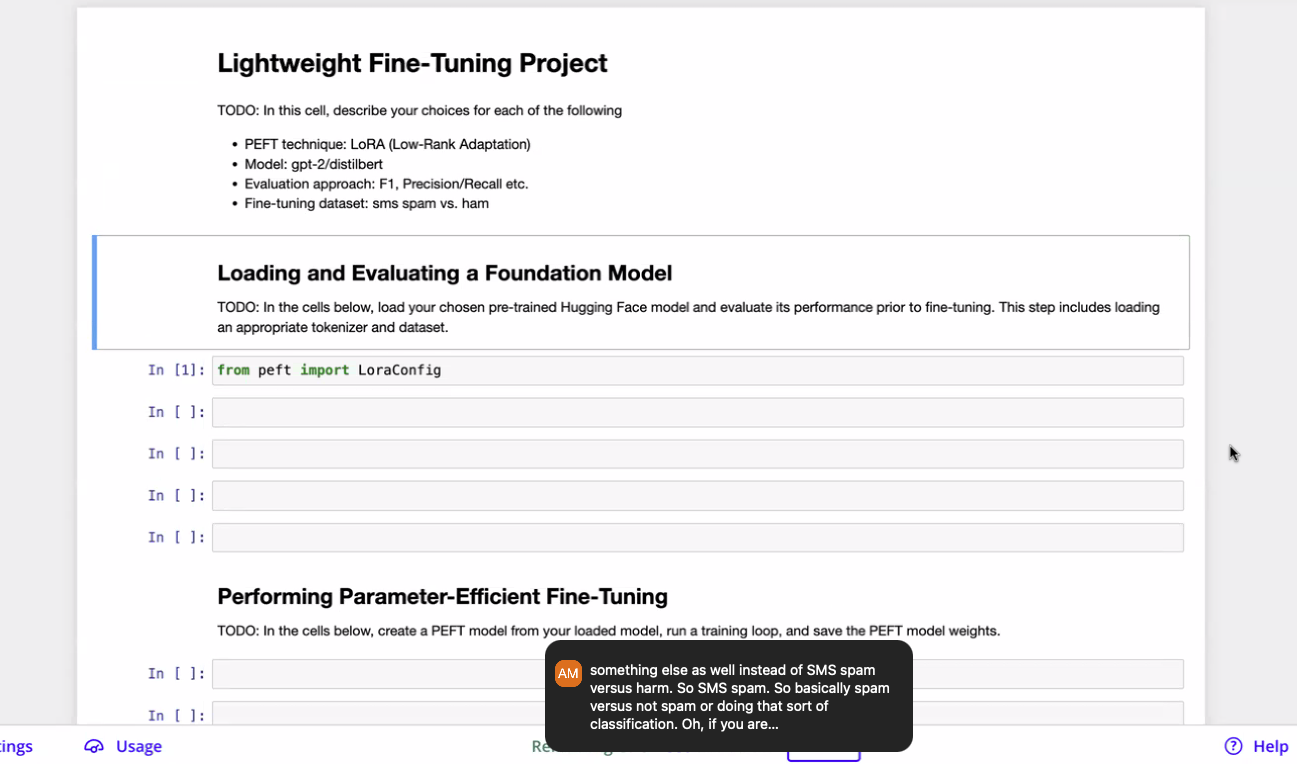 Lightweight Fine-Tuning Project
TODO: In this cell, describe your choices for each of the following
• PEFT technique: LoRA (Low-Rank Adaptation)
• Model: gpt-2/distilbert
• Evaluation approach: F1, Precision/Recall etc.
• Fine-tuning dataset: sms spam vs. ham
Loading and Evaluating a Foundation Model
TODO: In the cells below, load your chosen pre-trained Hugging Face model and evaluate its performance prior to fine-tuning. This step includes loading
an appropriate tokenizer and dataset.
In [1]: from peft import LoraConfig
In [ ]:
In [ ]:
In [ ]:
In [ ]:
Performing Parameter-Efficient Fine-Tuning
TODO: In the cells below, create a PEFT model from your loaded model, run a training loop, and save the PEFT model weights.
In [ ]:
In [ ]:
AM
something else as well instead of SMS spam
versus harm. So SMS spam. So basically spam
versus not spam or doing that sort of
classification. Oh, if you are...
Usage
? Help